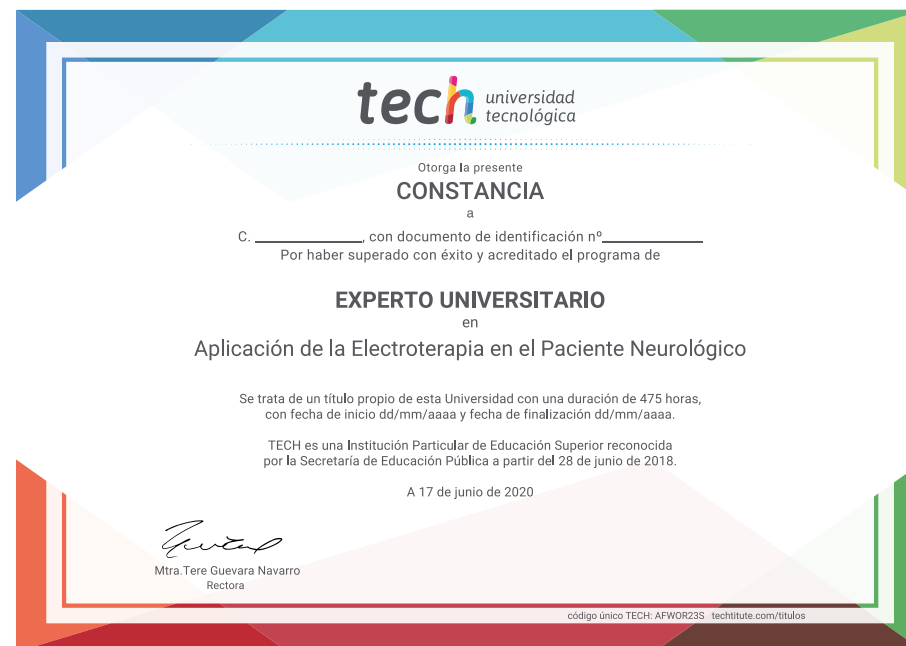 tech universidad
tecnológica
Otorga la presente
CONSTANCIA
a
C. ____________, con documento de identificación nº____________
Por haber superado con éxito y acreditado el programa de
EXPERTO UNIVERSITARIO
en
Aplicación de la Electroterapia en el Paciente Neurológico
Se trata de un título propio de esta Universidad con una duración de 475 horas,
con fecha de inicio dd/mm/aaaa y fecha de finalización dd/mm/aaaa.
TECH es una Institución Particular de Educación Superior reconocida
por la Secretaría de Educación Pública a partir del 28 de junio de 2018.
A 17 de junio de 2020
Mtra.Tere Guevara Navarro
Rectora
código único TECH: AFWOR23S techtitute.com/titulos